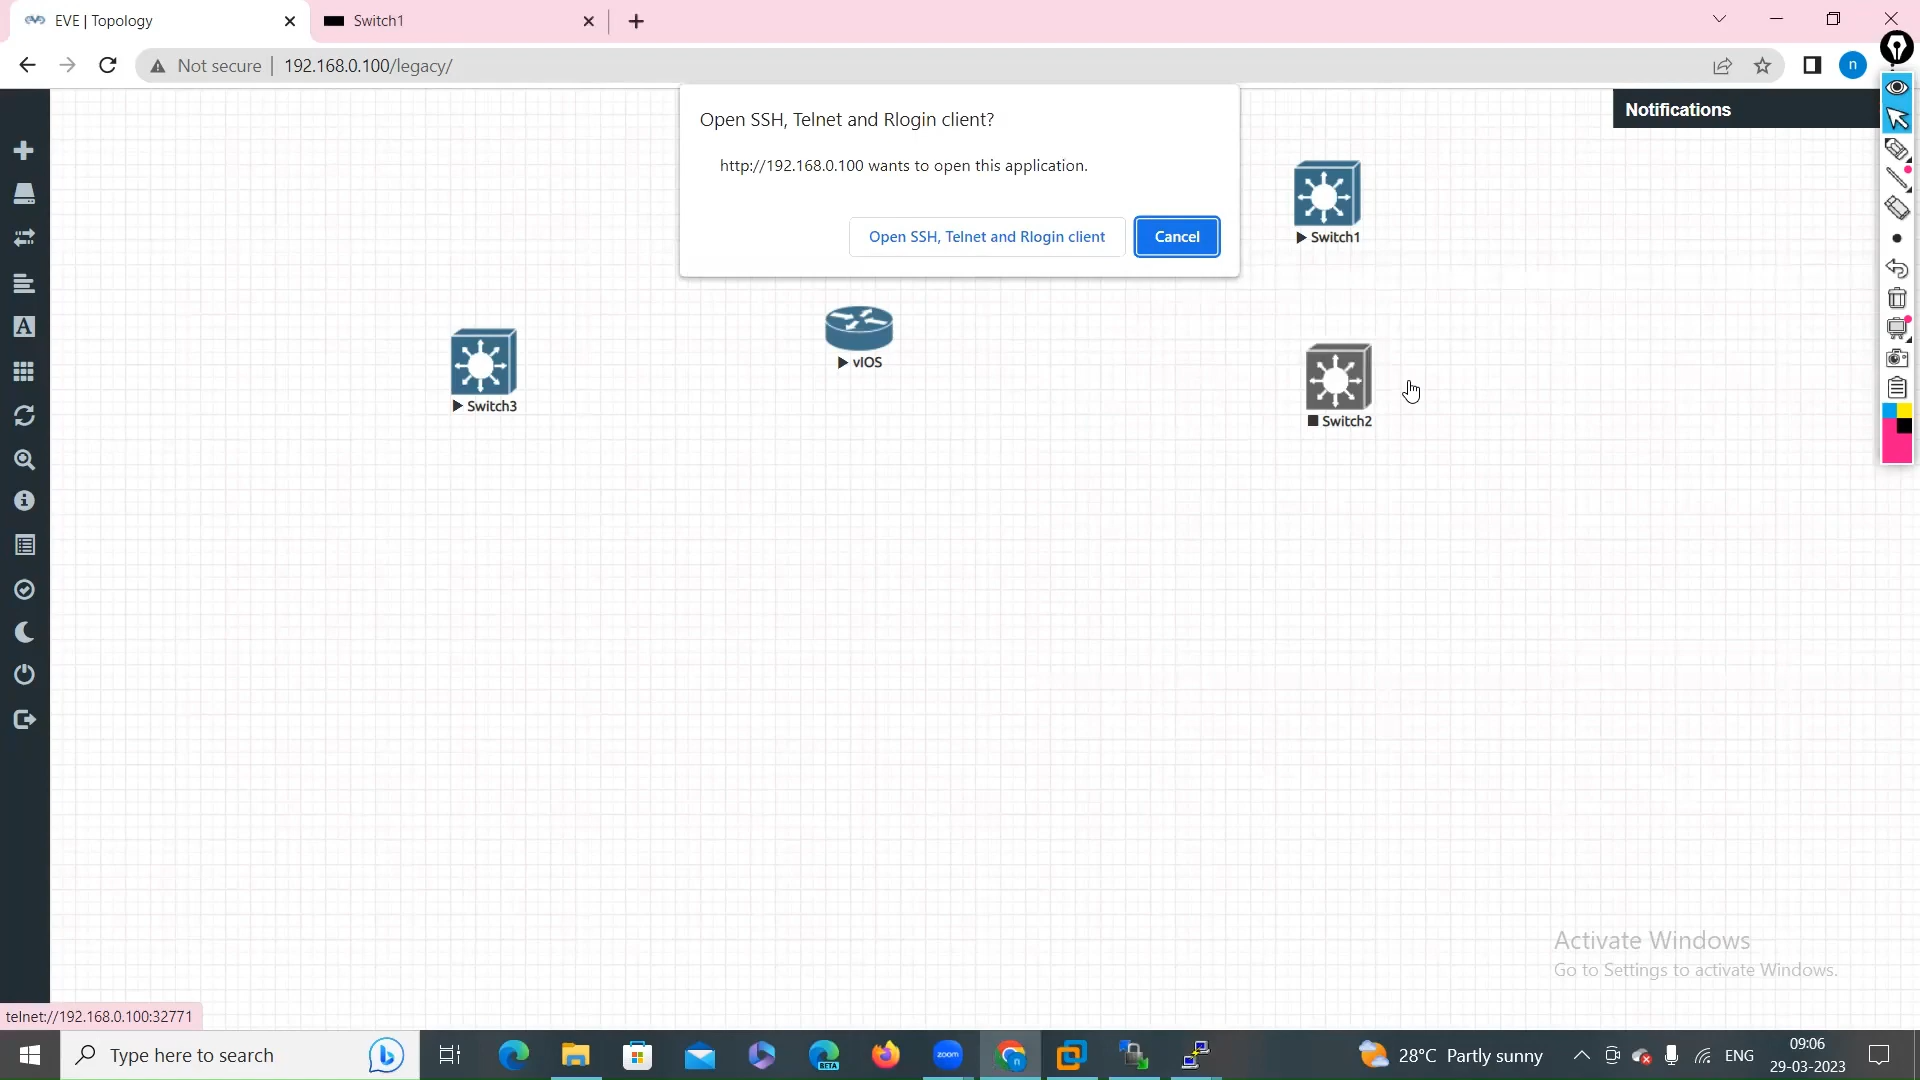 EVE | Topology
Switch1
Not secure
192.168.0.100/legacy/
n
Open SSH, Telnet and Rlogin client?
http://192.168.0.100 wants to open this application.
Open SSH, Telnet and Rlogin client
Cancel
Notifications
Switch1
vIOS
Switch3
Switch2
A
Activate Windows
Go to Settings to activate Windows.
telnet://192.168.0.100:32771
Type here to search
b
BETA
zoom
n
28°C Partly sunny
ENG
09:06
29-03-2023